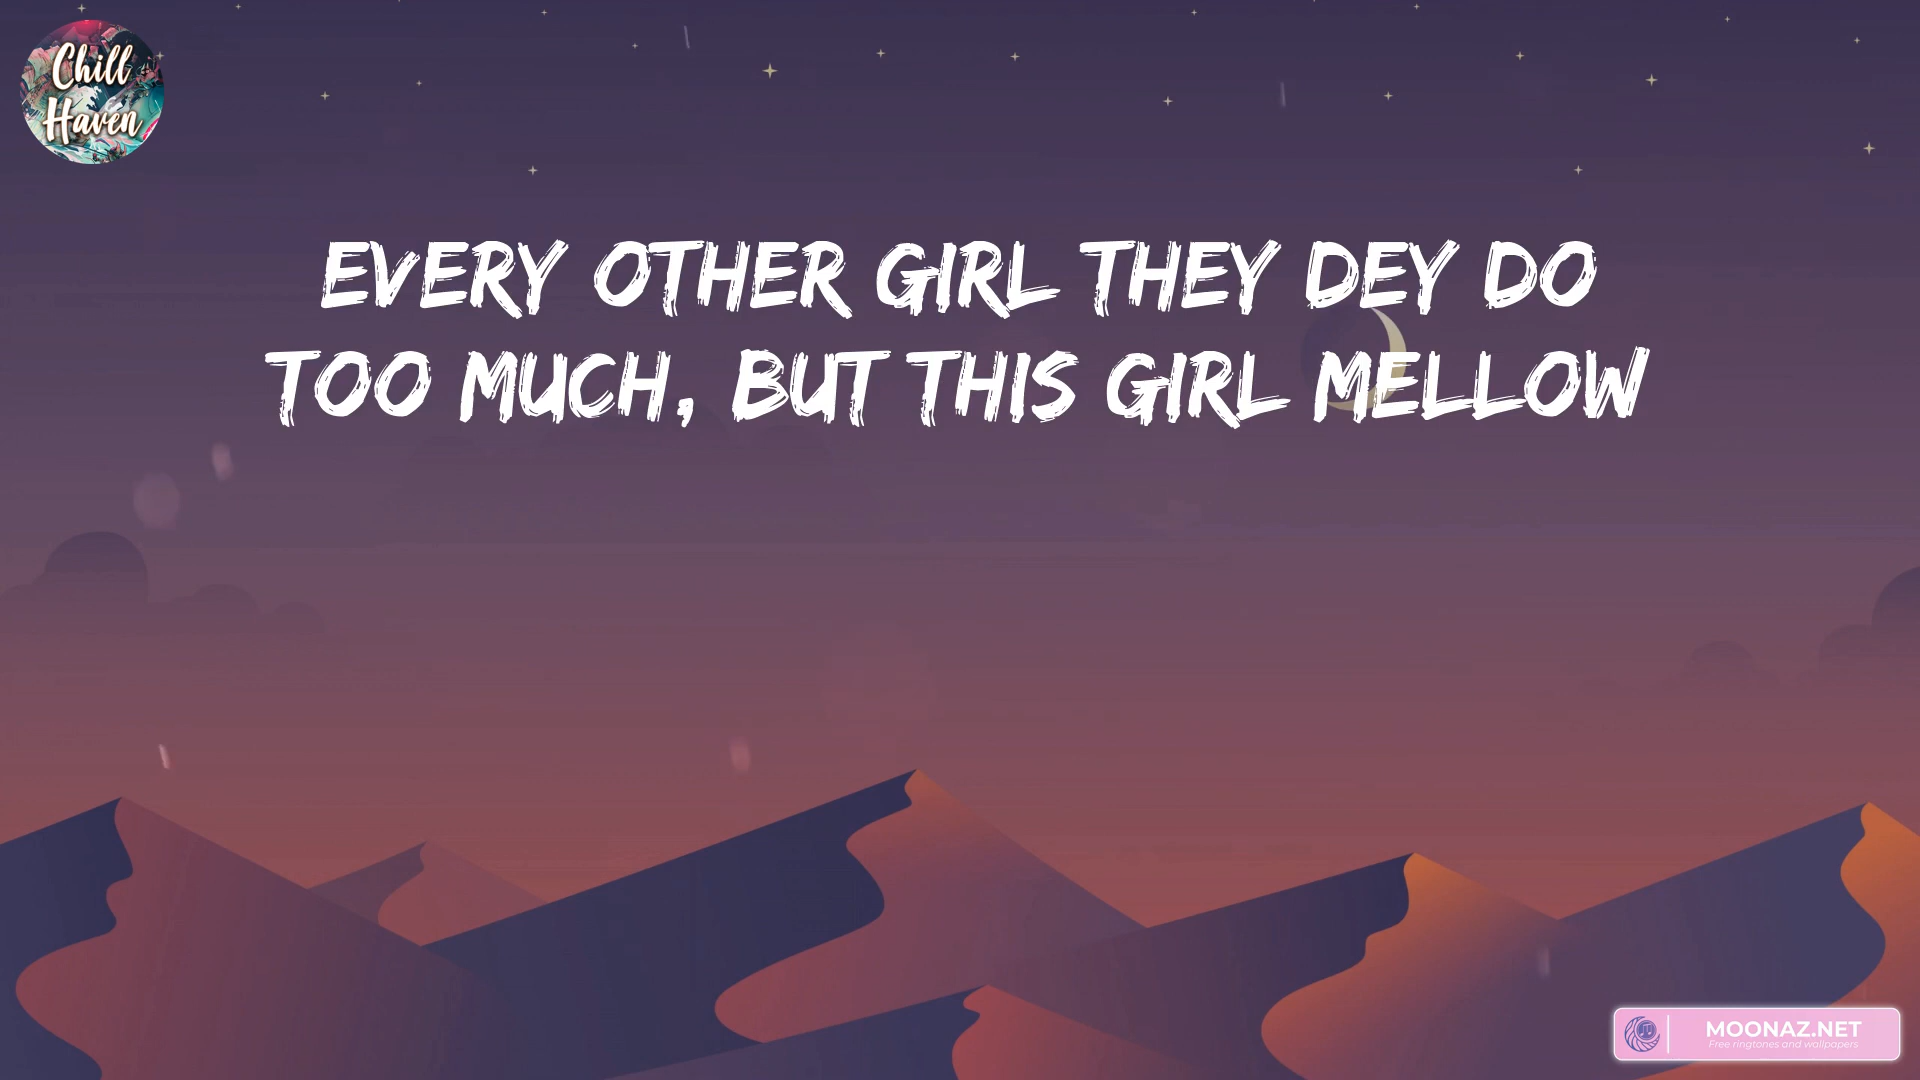 Chill
Haven
EVERY OTHER GIRL THEY DEY DO
TOO MUCH, BUT THIS GIRL MELLOW
MOONAZ.NET
Free ringtones and wallpapers